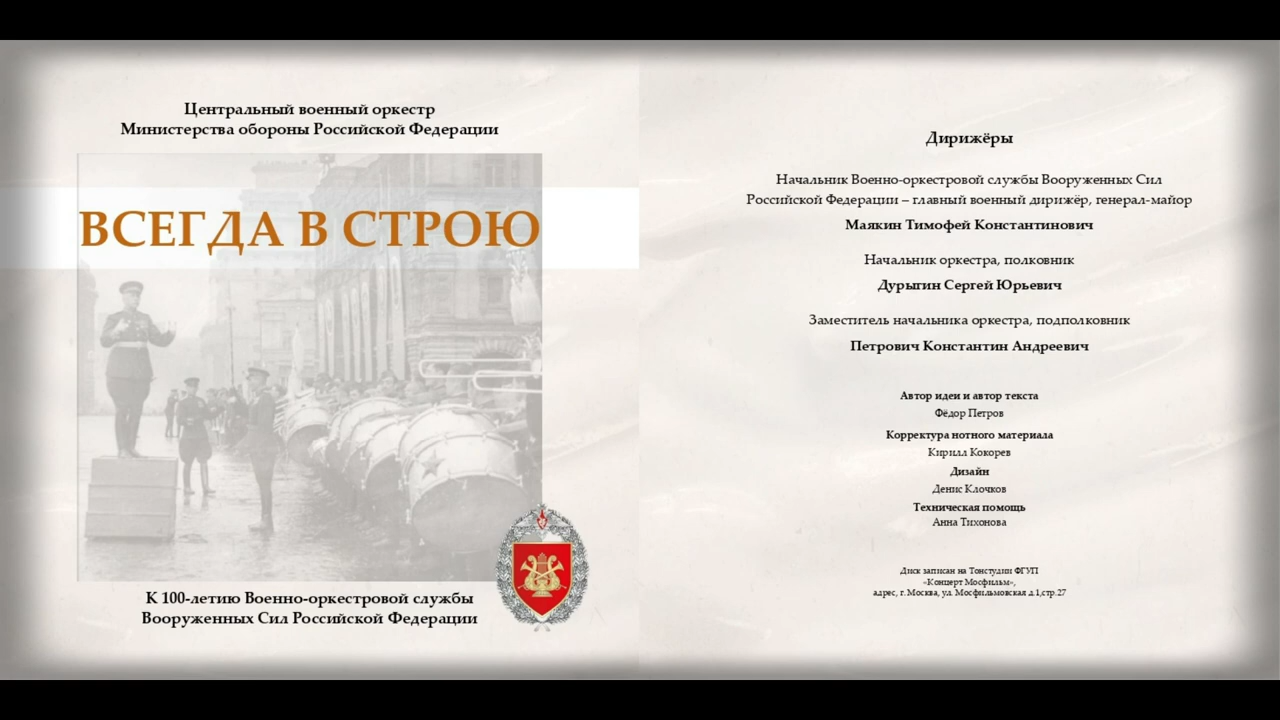 Центральный военный оркестр
Министерства обороны Российской Федерации
ВСЕГДА В СТРОЮ
К 100-летию Военно-оркестровой службы
Вооруженных Сил Российской Федерации
Дирижёры
Начальник Военно-оркестровой службы Вооруженных Сил
Российской Федерации – главный военный дирижёр, генерал-майор
Маякин Тимофей Константинович
Начальник оркестра, полковник
Дурыгин Сергей Юрьевич
Заместитель начальника оркестра, подполковник
Петрович Константин Андреевич
Автор идеи и автор текста
Фёдор Петров
Корректура нотного материала
Кирилл Кокорев
Дизайн
Денис Клочков
Техническая помощь
Анна Тихонова
Диск записан на Тонстудии ФГУП
«Концерт Мосфильм»,
адрес, г. Москва, ул. Мосфильмовская д.1,стр.27